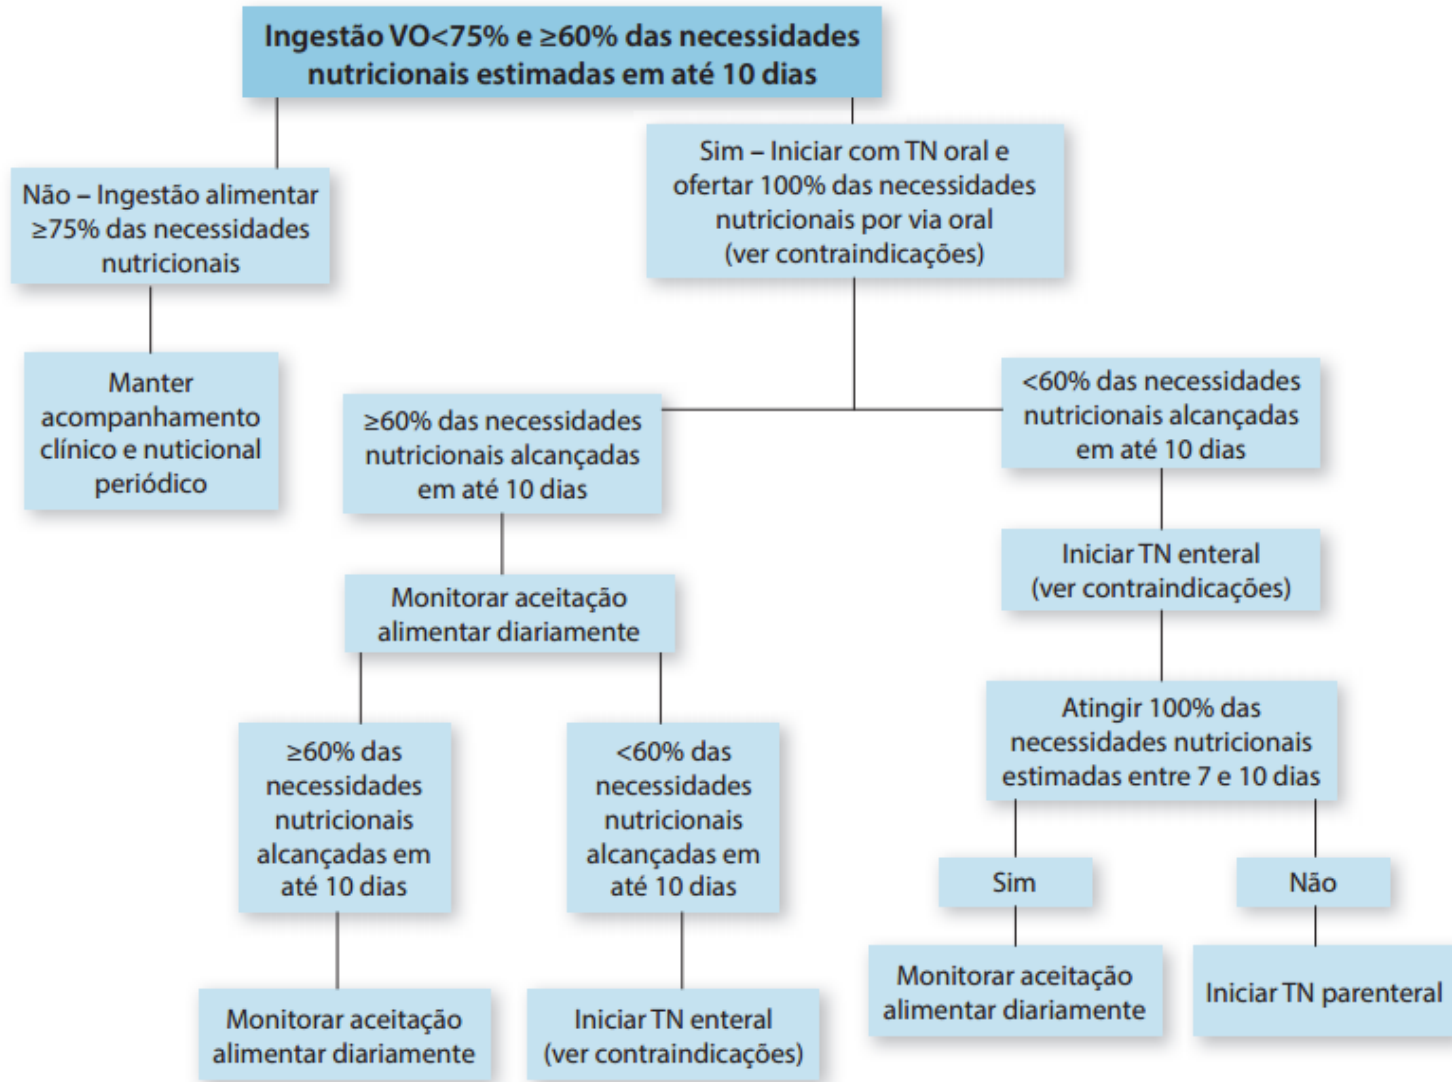 Ingestão VO<75% e ≥60% das necessidades
nutricionais estimadas em até 10 dias
Não – Ingestão alimentar
≥75% das necessidades
nutricionais
Manter
acompanhamento
clínico e nuticional
periódico
Sim – Iniciar com TN oral e
ofertar 100% das necessidades
nutricionais por via oral
(ver contraindicações)
≥60% das necessidades
nutricionais alcançadas
em até 10 dias
Monitorar aceitação
alimentar diariamente
≥60% das
necessidades
nutricionais
alcançadas em
até 10 dias
Monitorar aceitação
alimentar diariamente
<60% das
necessidades
nutricionais
alcançadas em
até 10 dias
Iniciar TN enteral
(ver contraindicações)
<60% das necessidades
nutricionais alcançadas
em até 10 dias
Iniciar TN enteral
(ver contraindicações)
Atingir 100% das
necessidades nutricionais
estimadas entre 7 e 10 dias
Sim
Monitorar aceitação
alimentar diariamente
Não
Iniciar TN parenteral